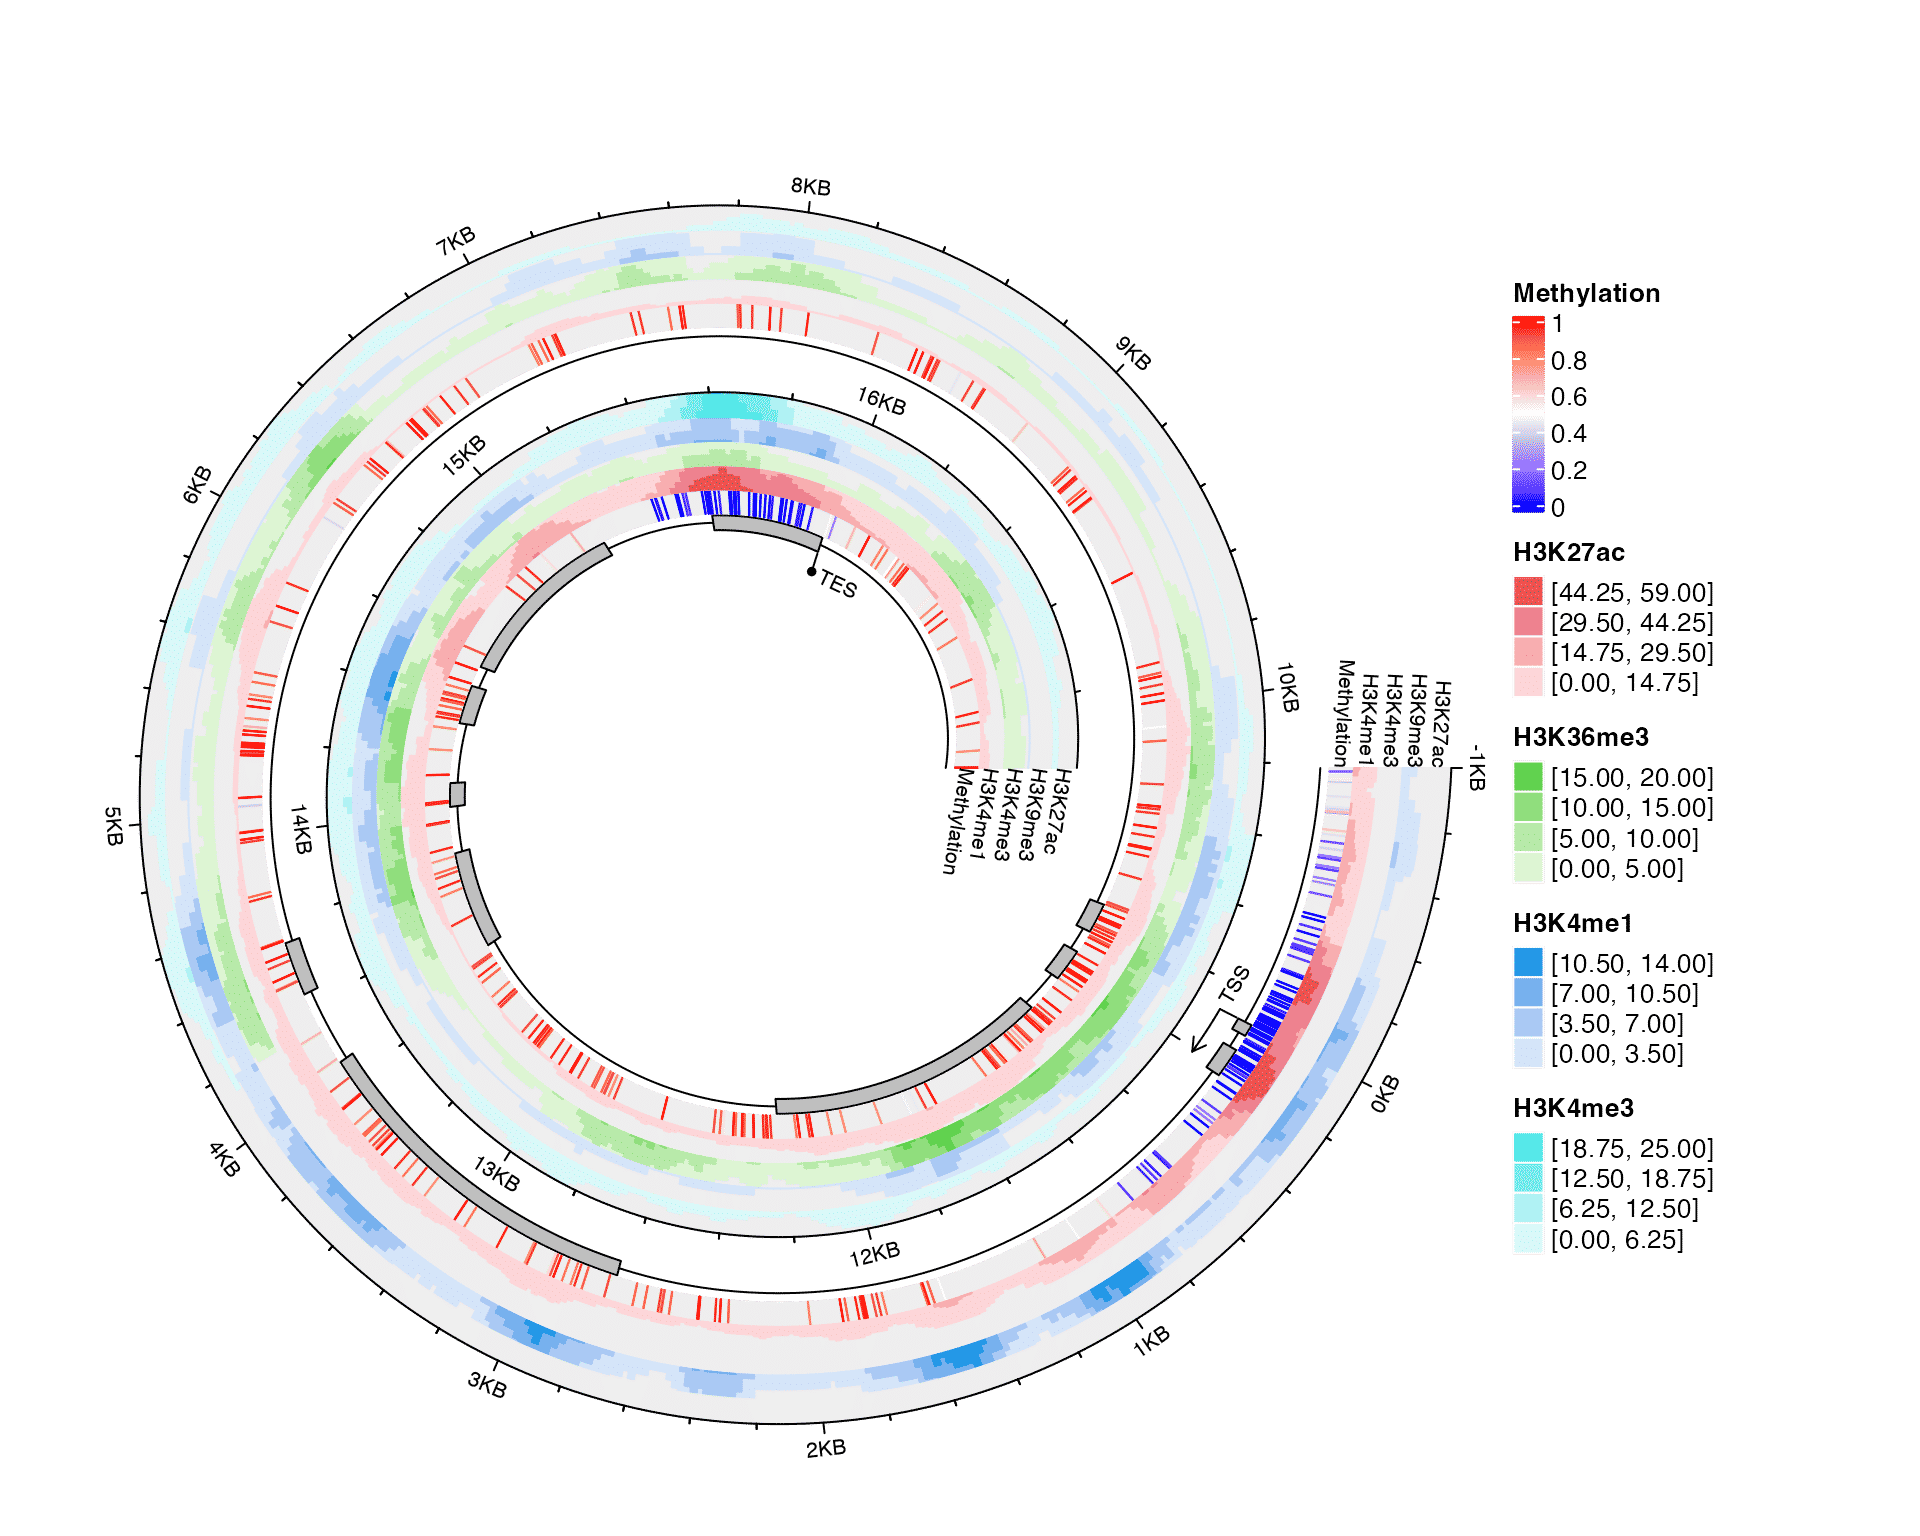 8KB
7KB
9KB
16KB
15KB
6KB
TES
10KB
H3K27ac
H3K9me3
H3K4me3
H3K4me1
Methylation
-1KB
5KB
14KB
H3K27ac
H3K9me3
H3K4me3
H3K4me1
Methylation
TSS
0KB
4KB
13KB
12KB
1KB
3KB
2KB
Methylation
1
0.8
0.6
0.4
0.2
0
H3K27ac
[44.25, 59.00]
[29.50, 44.25]
[14.75, 29.50]
[0.00, 14.75]
H3K36me3
[15.00, 20.00]
[10.00, 15.00]
[5.00, 10.00]
[0.00, 5.00]
H3K4me1
[10.50, 14.00]
[7.00, 10.50]
[3.50, 7.00]
[0.00, 3.50]
H3K4me3
[18.75, 25.00]
[12.50, 18.75]
[6.25, 12.50]
[0.00, 6.25]